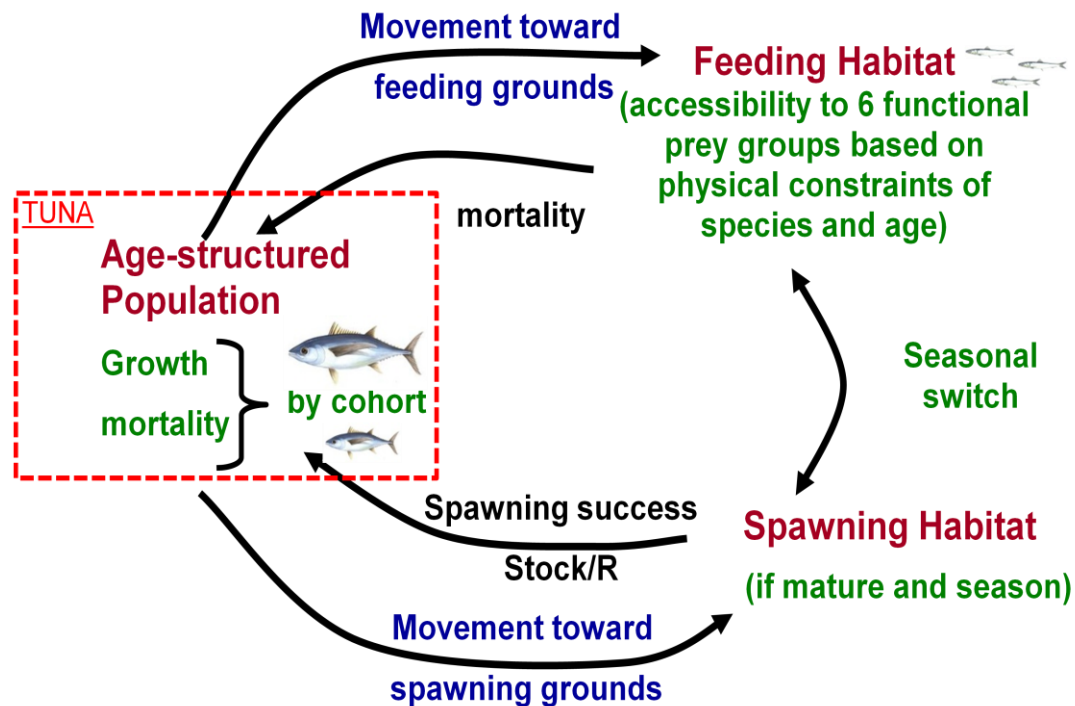 Movement toward
feeding grounds
Feeding Habitat
(accessibility to 6 functional
prey groups based on
physical constraints of
species and age)
mortality
TUNA
Age-structured
Population
Growth
mortality
by cohort
Seasonal
switch
Spawning success
Stock/R
Spawning Habitat
(if mature and season)
Movement toward
spawning grounds